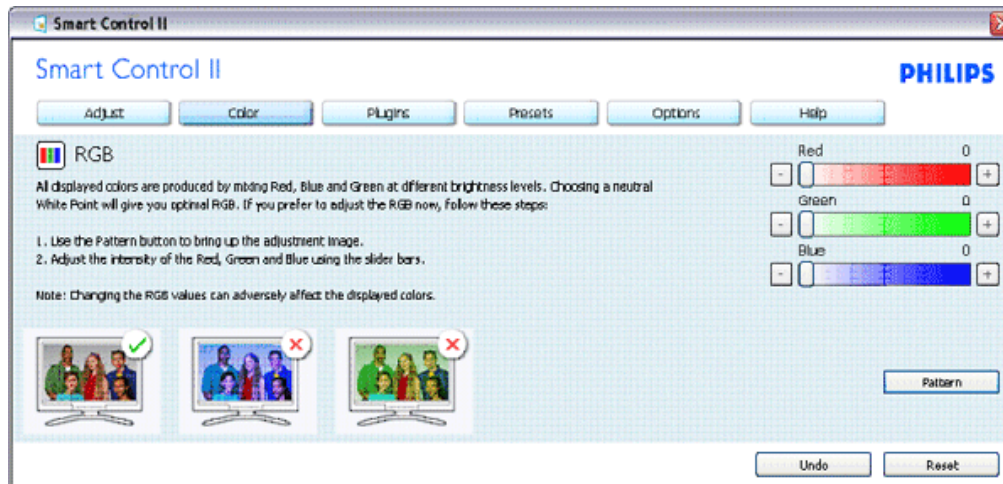 Smart Control II
Smart Control II
PHILIPS
Adjust Color Plugins Presets Options Help
RGB
All displayed colors are produced by mixing Red, Blue and Green at different brightness levels. Choosing a neutral
White Point will give you optimal RGB. If you prefer to adjust the RGB now, follow these steps:
1. Use the Pattern button to bring up the adjustment image.
2. Adjust the intensity of the Red, Green and Blue using the slider bars.
Note: Changing the RGB values can adversely affect the displayed colors.
Red 0
- +
Green 0
- +
Blue 0
- +
Pattern
Undo Reset